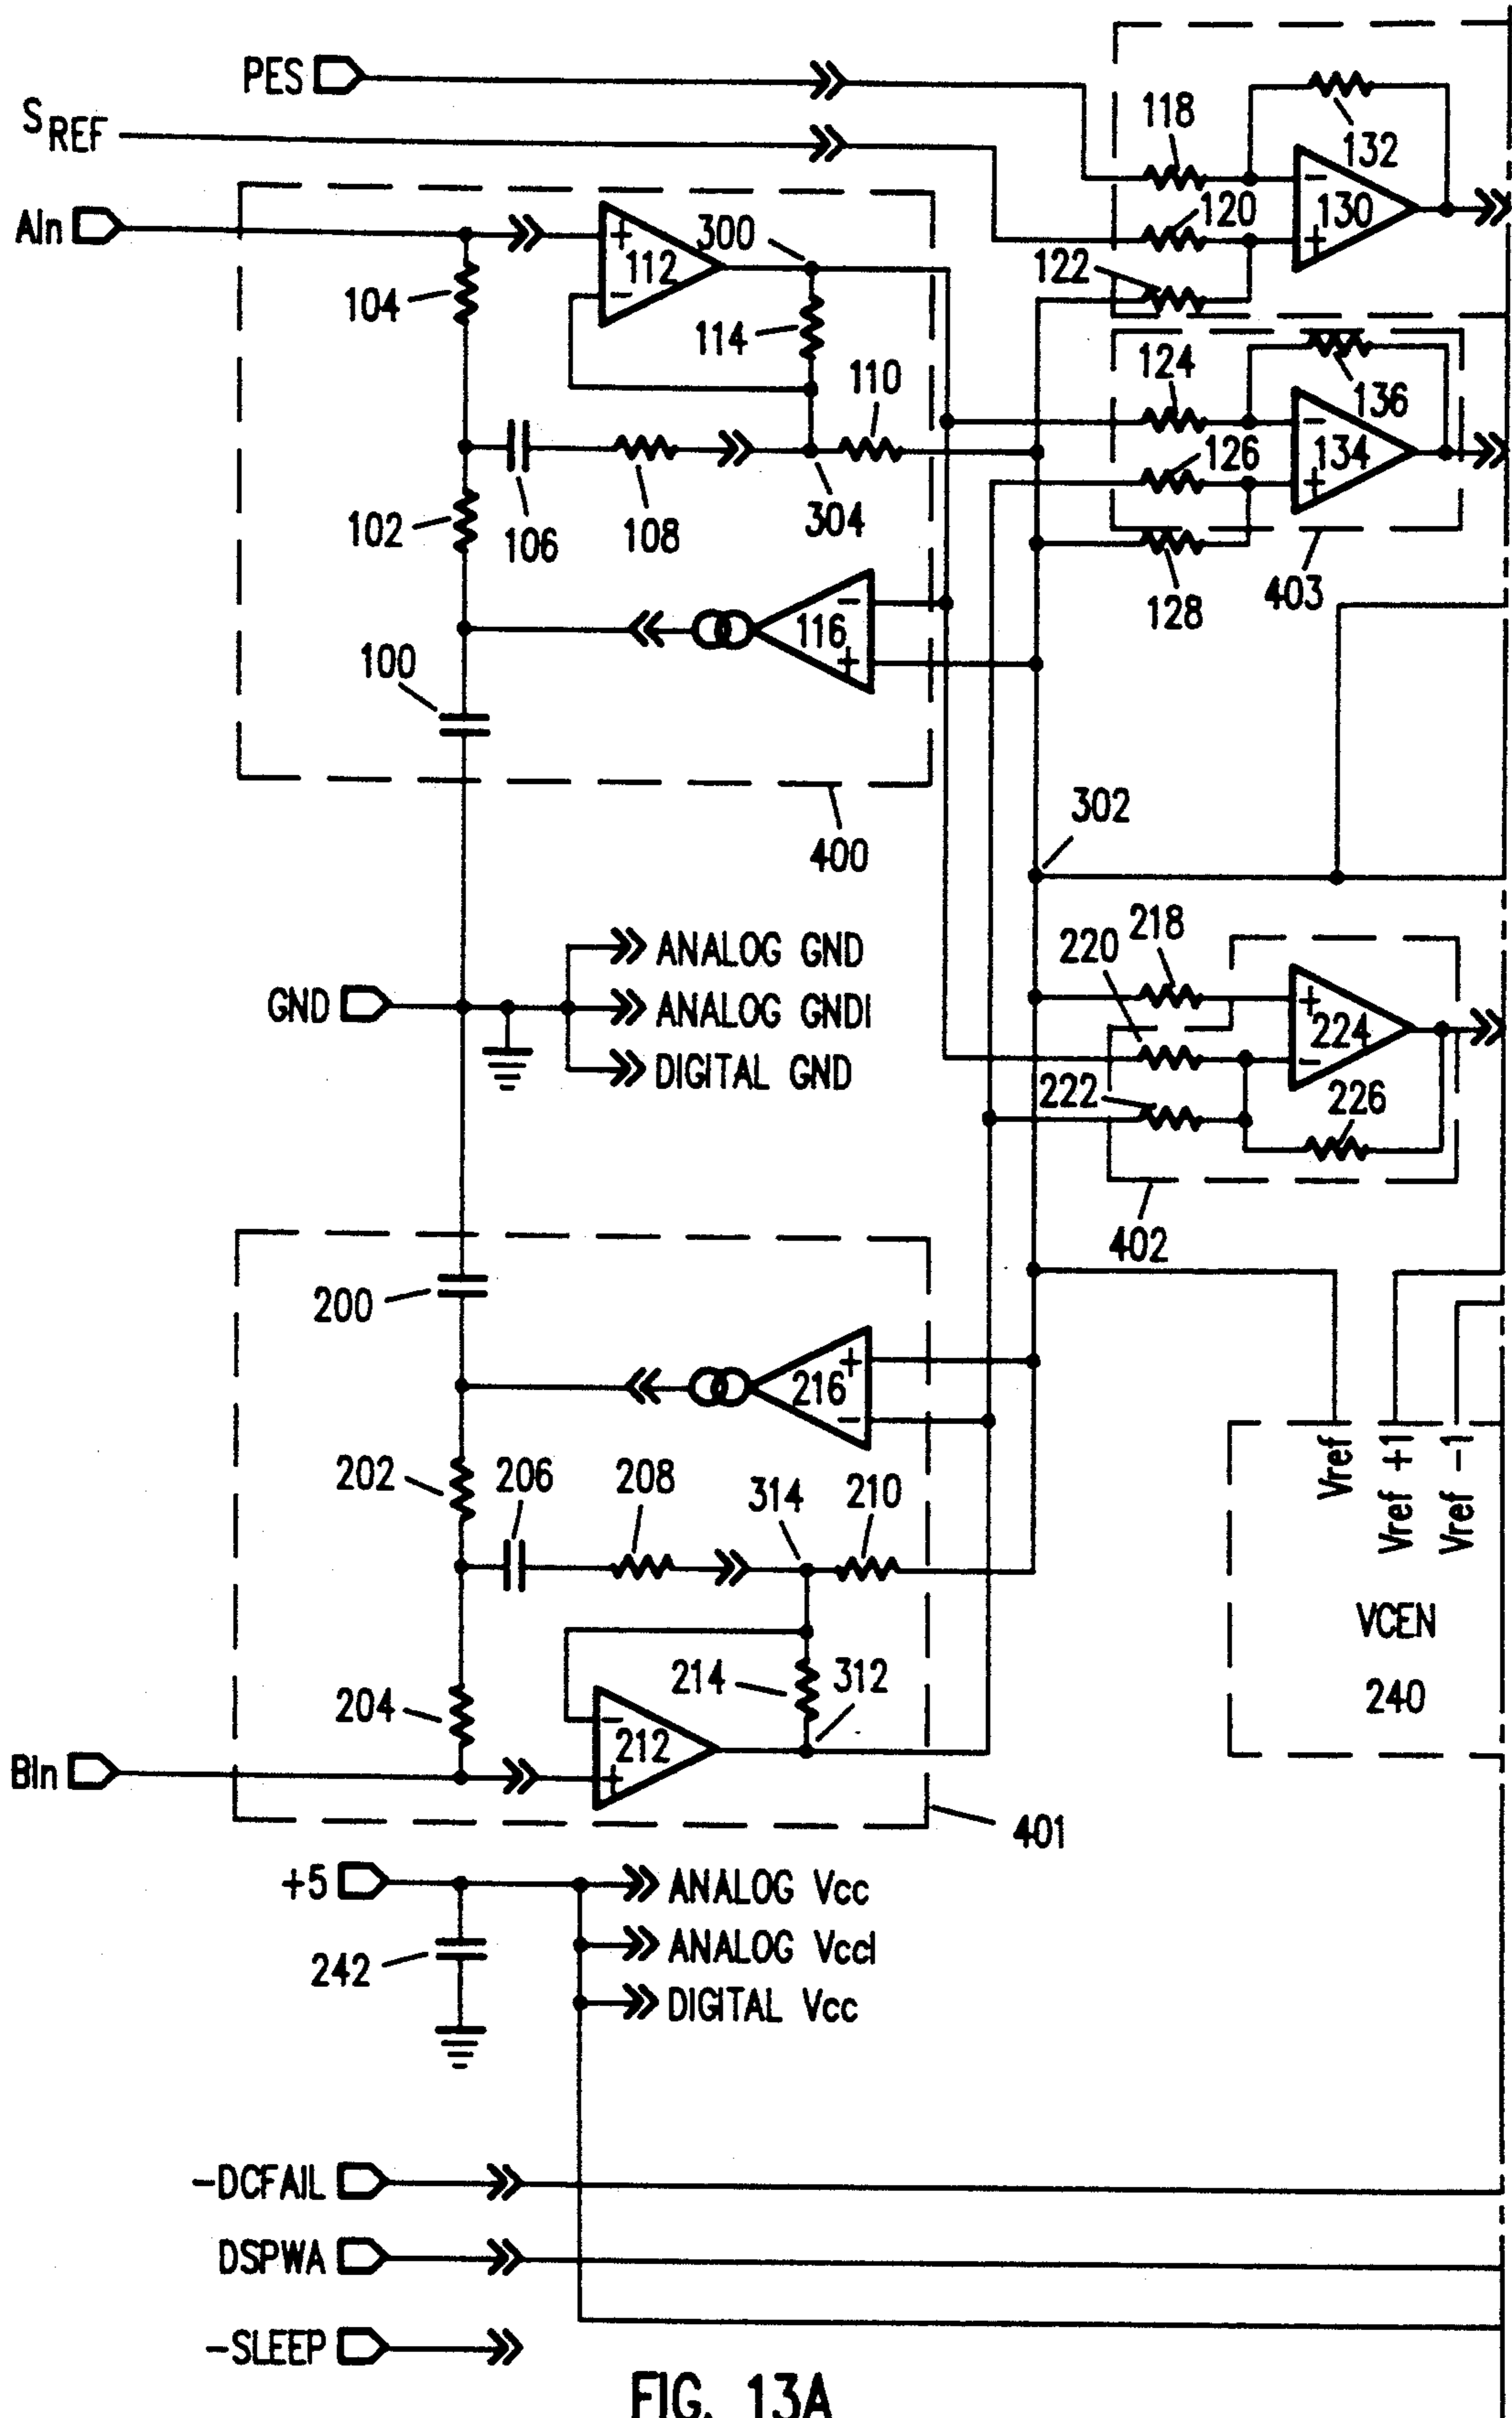 PES
S REF
118
132
AIn
300
112
120
130
122
104
114
110
124
136
126
134
102
106
108
304
128
403
116
100
400
302
ANALOG GND
220
218
GND
ANALOG GNDI
224
DIGITAL GND
222
226
402
200
216
202
206
208
314
210
Vref
Vref +1
Vref -1
VCEN
240
214
312
204
212
BIn
401
+5
ANALOG Vcc
242
ANALOG VccI
DIGITAL Vcc
-DCFAIL
DSPWA
-SLEEP
FIG. 13A